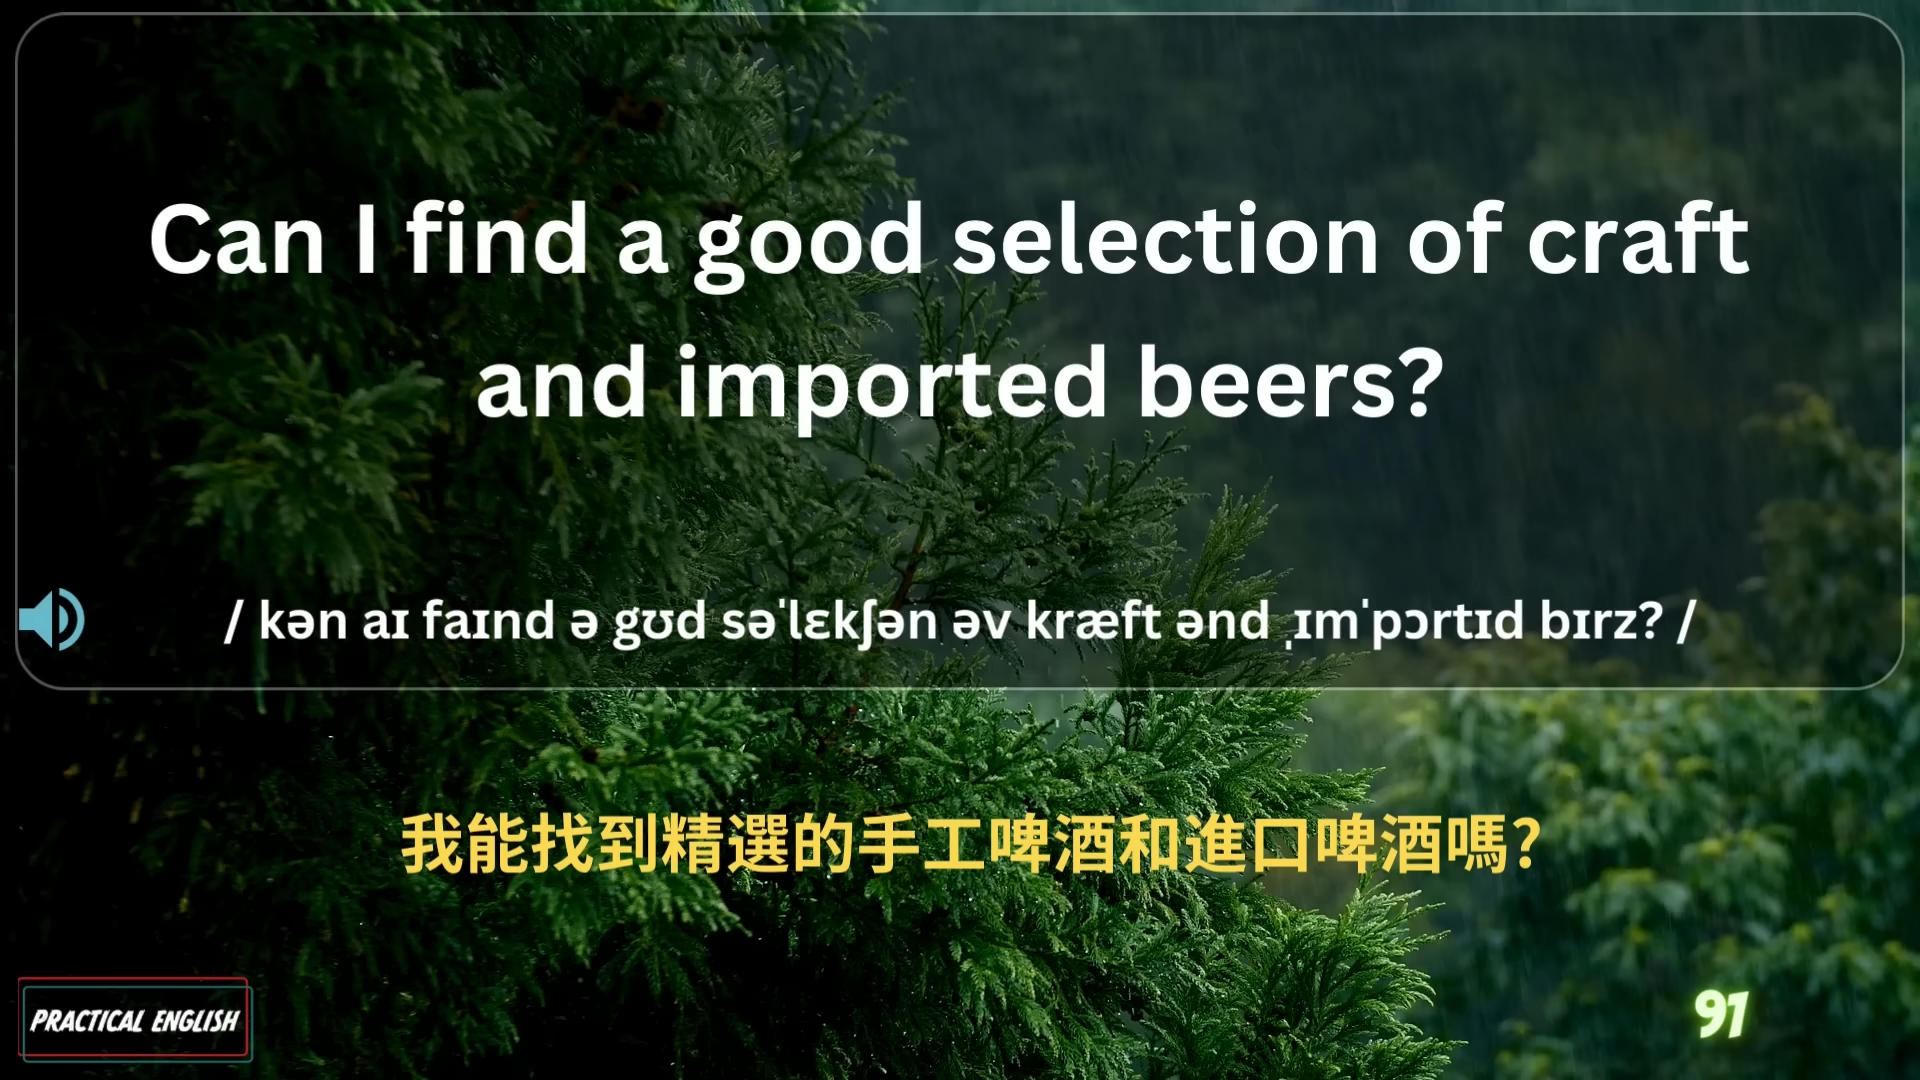 Can I find a good selection of craft
and imported beers?
/ kən aɪ faɪnd ə gʊd səˈlɛkʃən əv kræft ənd ˌɪmˈpɔrtɪd bɪrz? /
我能找到精選的手工啤酒和進口啤酒嗎?
PRACTICAL ENGLISH
97